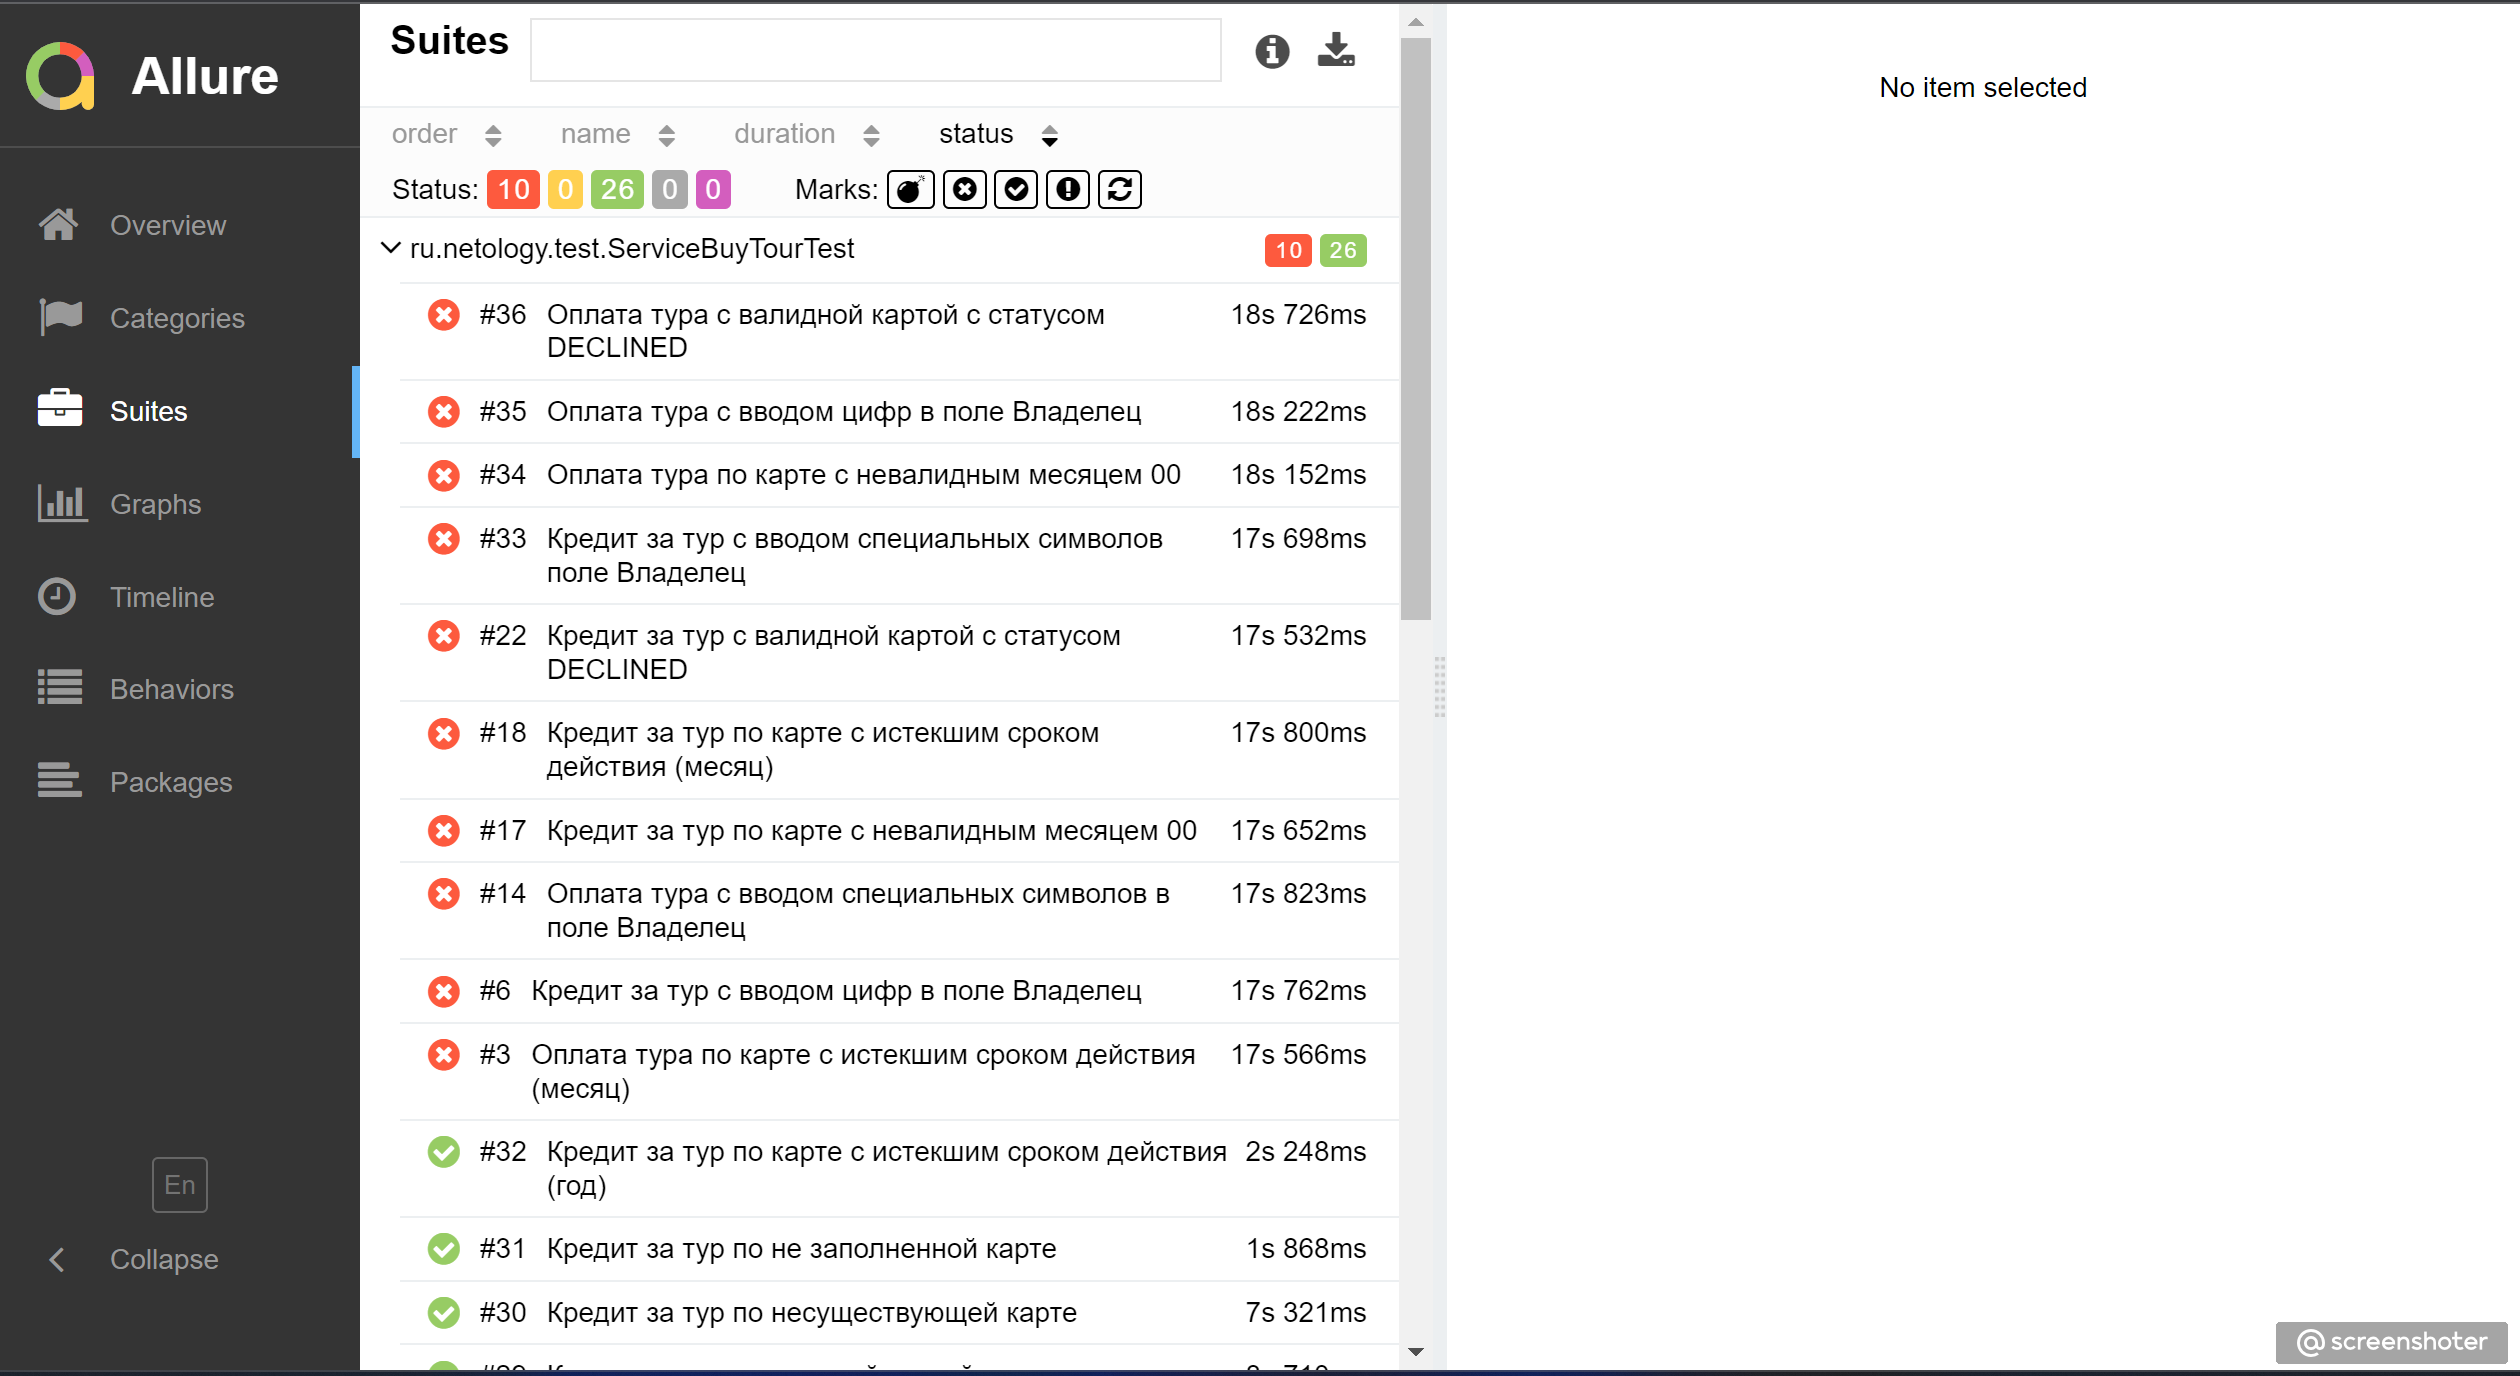 Allure
Overview
Categories
Suites
Graphs
Timeline
Behaviors
Packages
En
Collapse
Suites
order name duration status
Status: 10 0 26 0 0 Marks:
ru.netology.test.ServiceBuyTourTest 10 26
#36 Оплата тура с валидной картой с статусом 18s 726ms
DECLINED
#35 Оплата тура с вводом цифр в поле Владелец 18s 222ms
#34 Оплата тура по карте с невалидным месяцем 00 18s 152ms
#33 Кредит за тур с вводом специальных символов 17s 698ms
поле Владелец
#22 Кредит за тур с валидной картой с статусом 17s 532ms
DECLINED
#18 Кредит за тур по карте с истекшим сроком 17s 800ms
действия (месяц)
#17 Кредит за тур по карте с невалидным месяцем 00 17s 652ms
#14 Оплата тура с вводом специальных символов в 17s 823ms
поле Владелец
#6 Кредит за тур с вводом цифр в поле Владелец 17s 762ms
#3 Оплата тура по карте с истекшим сроком действия 17s 566ms
(месяц)
#32 Кредит за тур по карте с истекшим сроком действия 2s 248ms
(год)
#31 Кредит за тур по не заполненной карте 1s 868ms
#30 Кредит за тур по несуществующей карте 7s 321ms
No item selected
@screenshoter